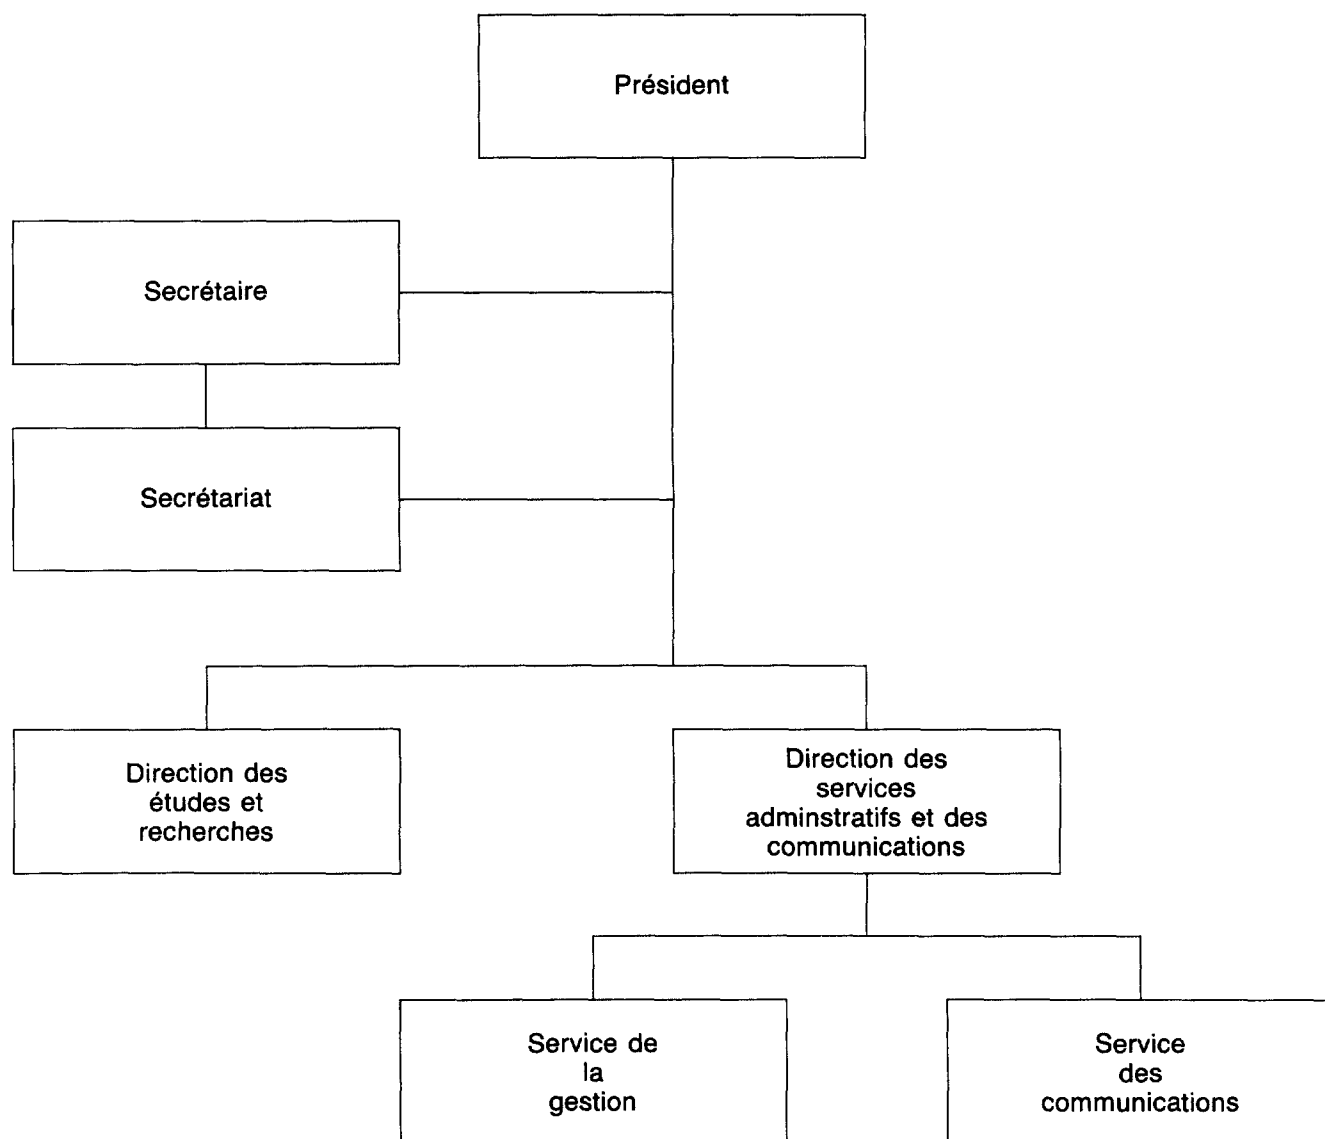 Président
Secrétaire
Secrétariat
Direction des
études et
recherches
Direction des
services
adminstratifs et des
communications
Service de
la
gestion
Service
des
communications